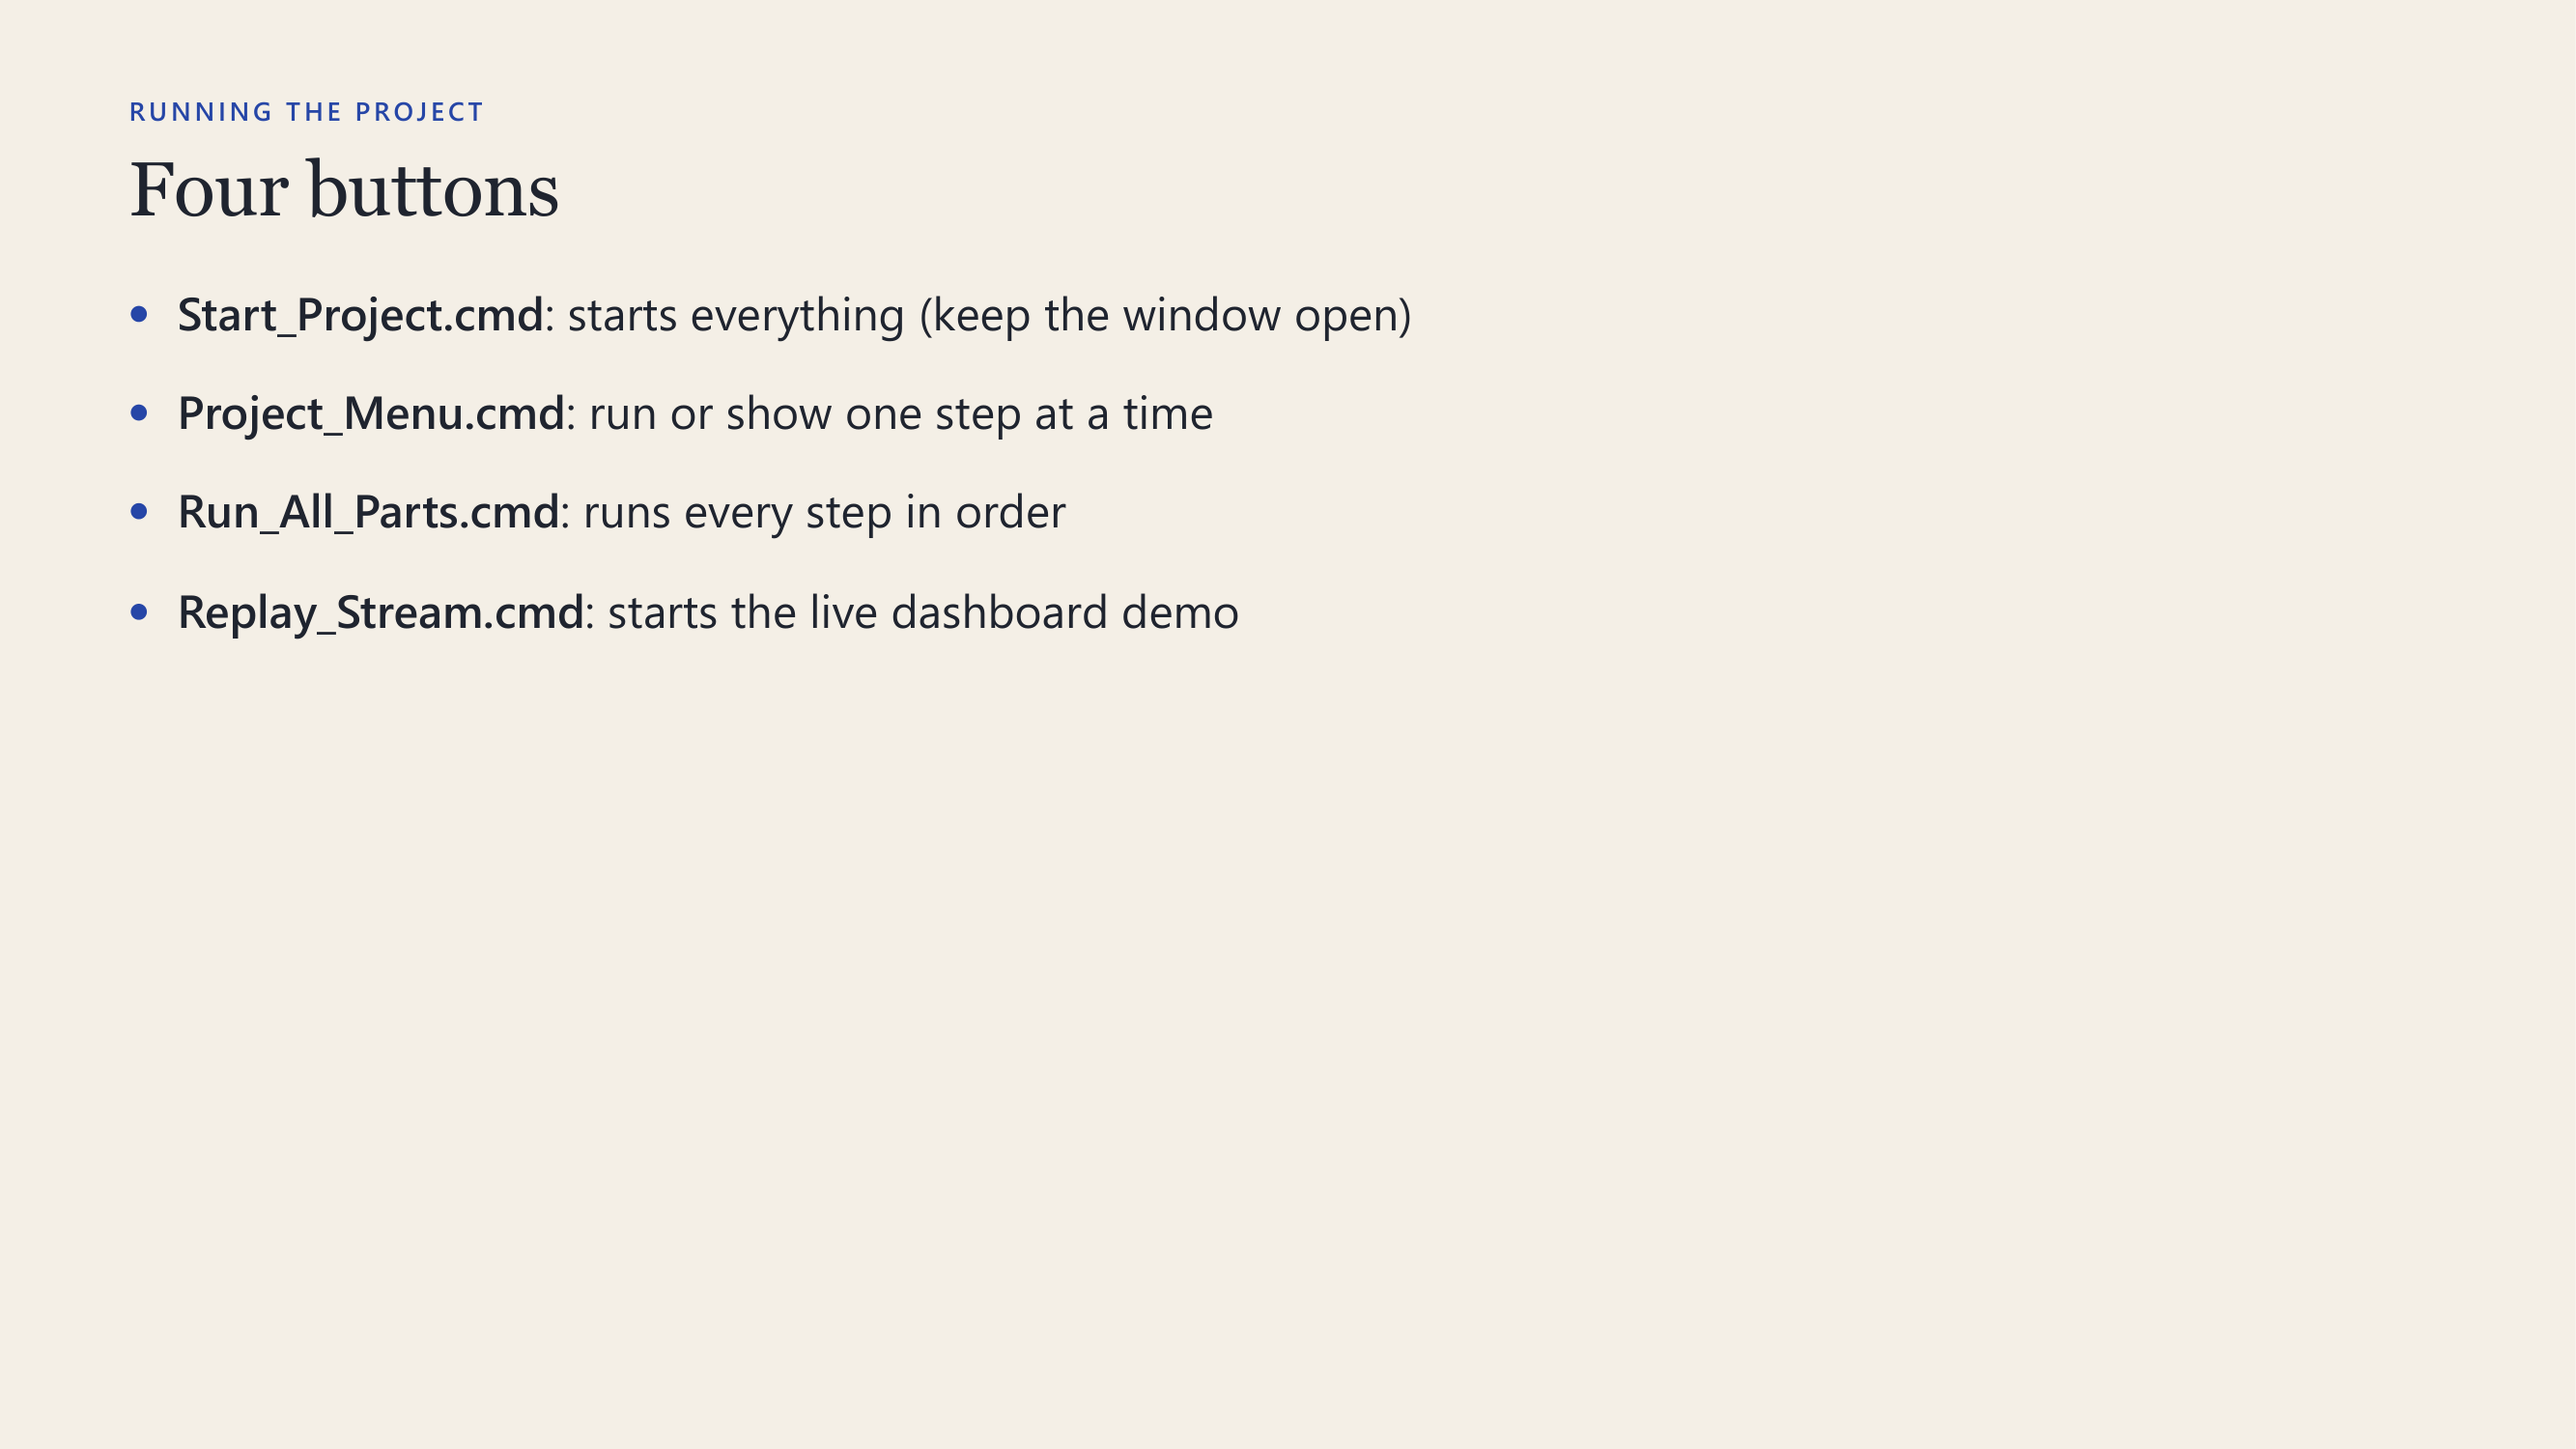 RUNNING THE PROJECT
Four buttons
• Start_Project.cmd: starts everything (keep the window open)
• Project_Menu.cmd: run or show one step at a time
• Run_All_Parts.cmd: runs every step in order
• Replay_Stream.cmd: starts the live dashboard demo